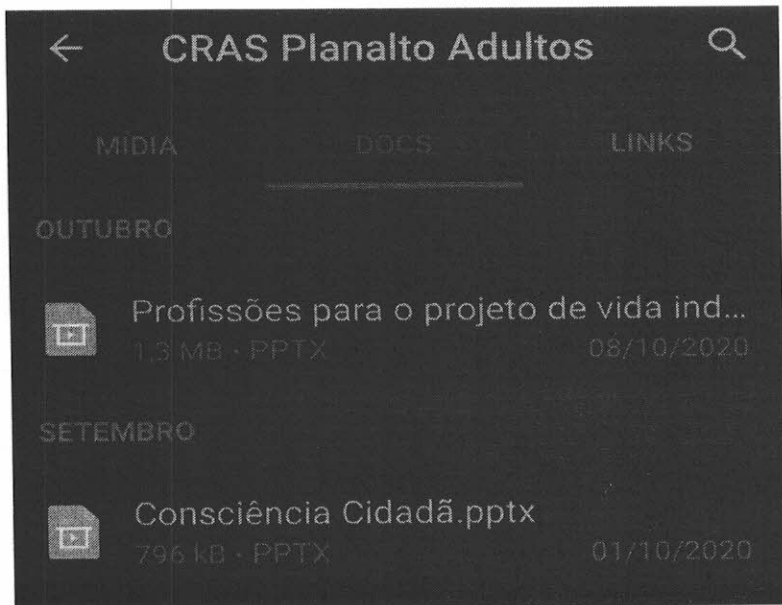 CRAS Planalto Adultos
MÍDIA DOCS LINKS
OUTUBRO
Profissões para o projeto de vida ind...
1,3 MB · PPTX 08/10/2020
SETEMBRO
Consciência Cidadã.pptx
796 kB · PPTX 01/10/2020